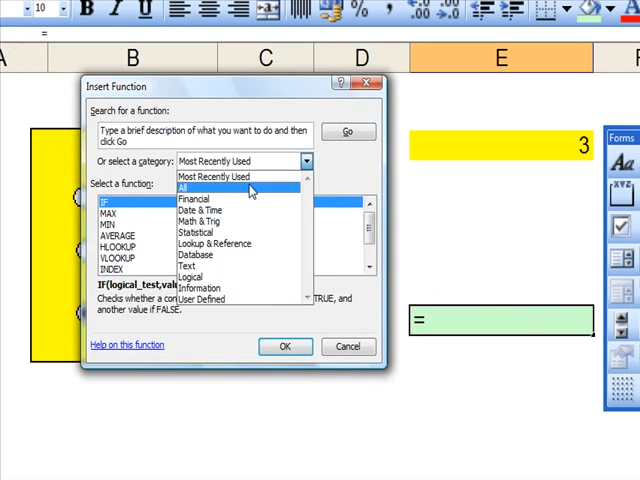 10
%
=
A
B
C
D
E
F
Insert Function
Search for a function:
Type a brief description of what you want to do and then
click Go
Go
Or select a category:
Most Recently Used
Select a function:
Most Recently Used
All
Financial
Date & Time
Math & Trig
Statistical
Lookup & Reference
Database
Text
Logical
Information
User Defined
IF
MAX
MIN
AVERAGE
HLOOKUP
VLOOKUP
INDEX
IF(logical_test,valu
Checks whether a con
TRUE, and
another value if FALSE.
Help on this function
OK
Cancel
3
=
Forms
Aa
XYZ